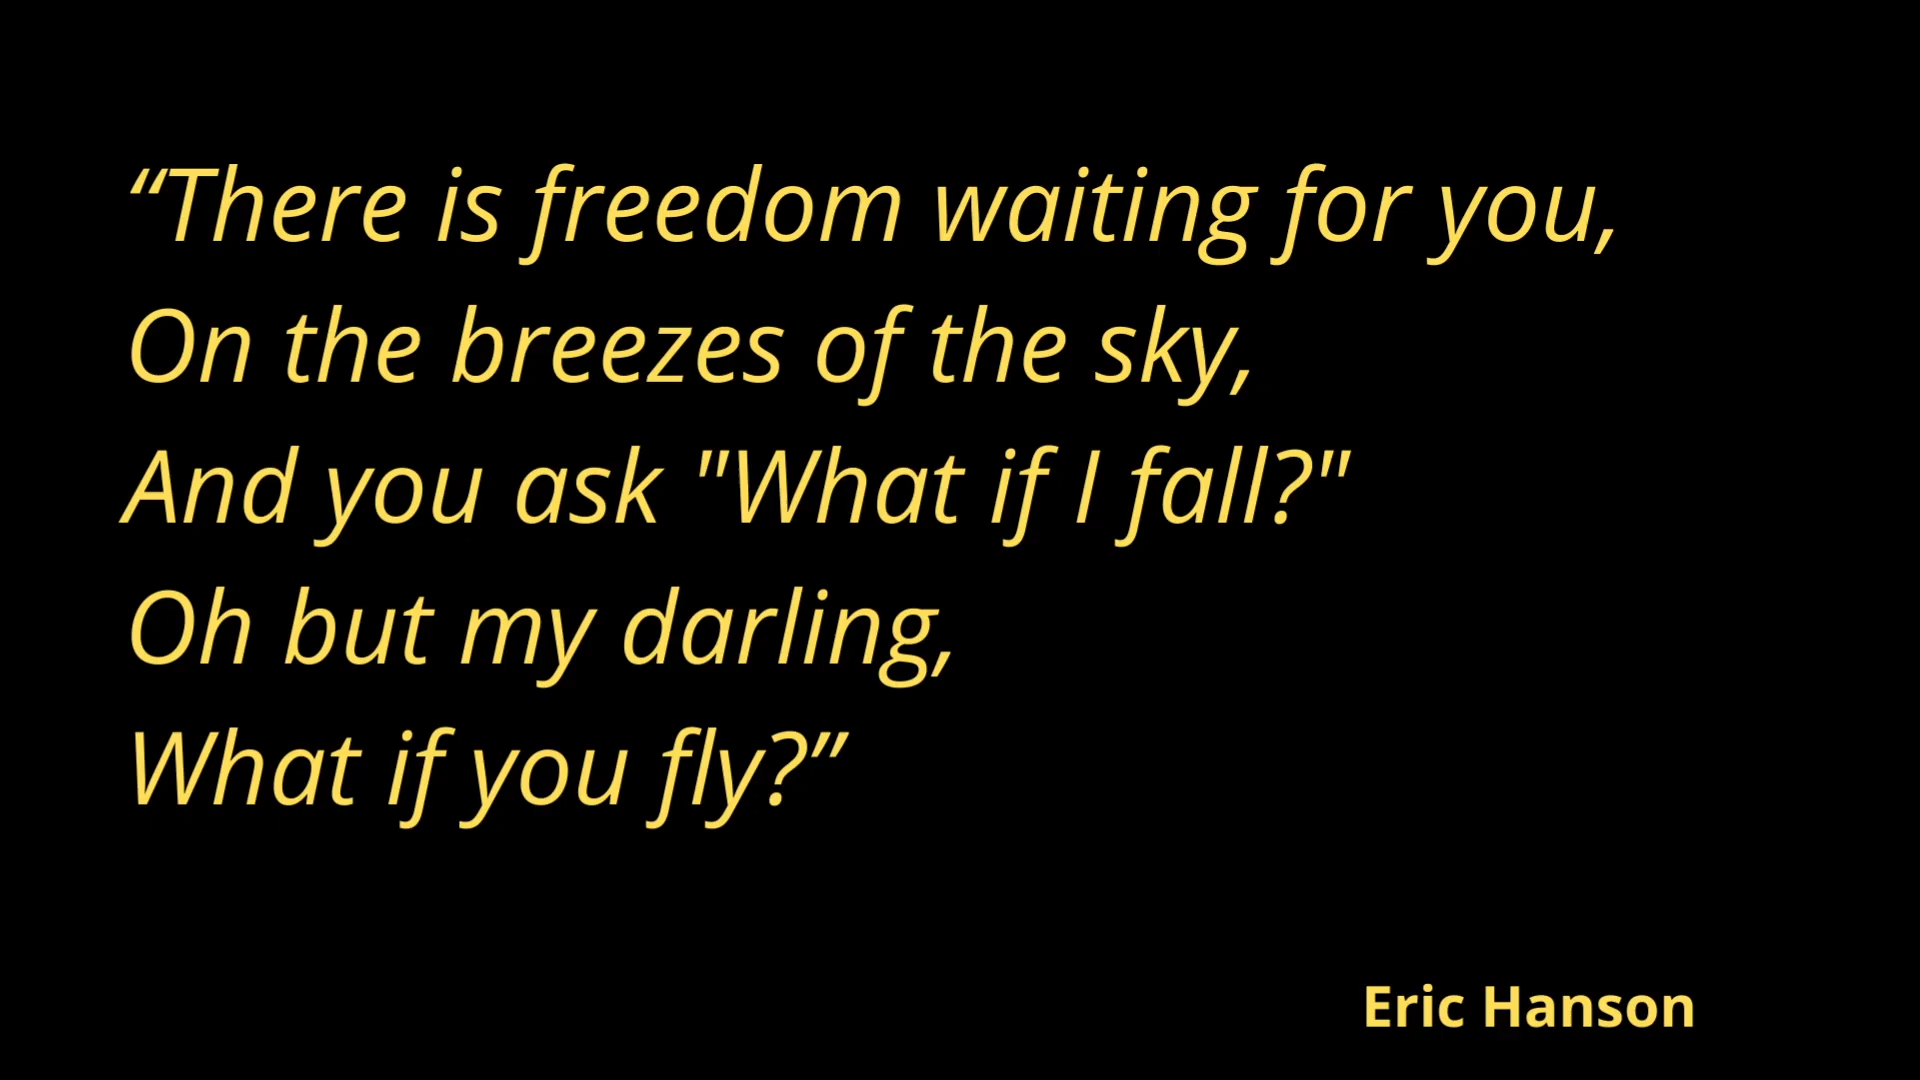 “There is freedom waiting for you,
On the breezes of the sky,
And you ask "What if I fall?"
Oh but my darling,
What if you fly?”
Eric Hanson